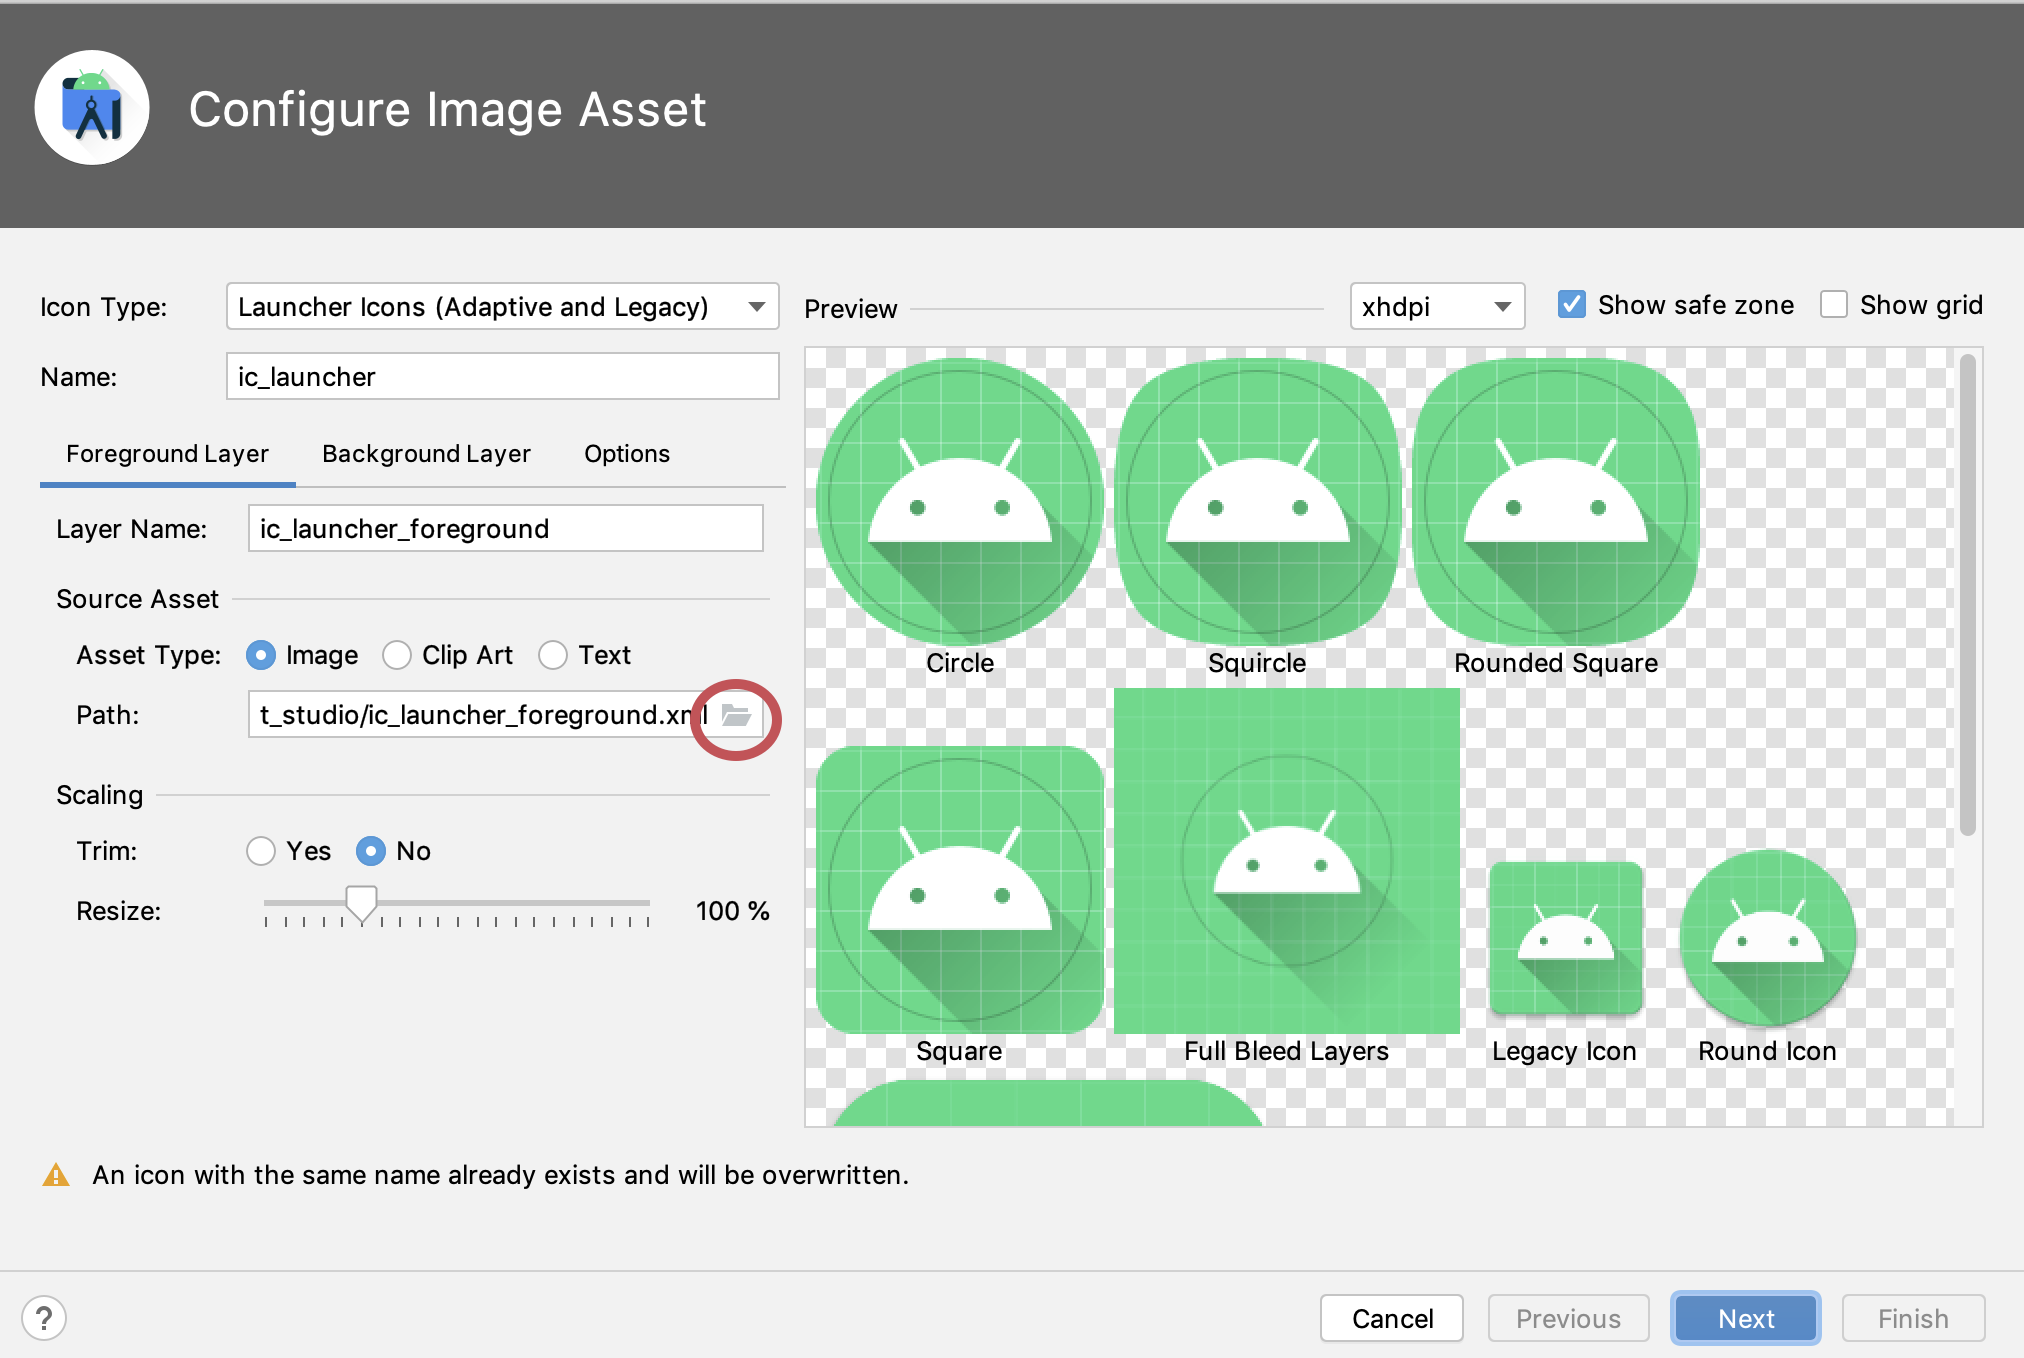 Configure Image Asset
Icon Type: Launcher Icons (Adaptive and Legacy)
Name: ic_launcher
Foreground Layer Background Layer Options
Layer Name: ic_launcher_foreground
Source Asset
Asset Type: Image Clip Art Text
Path: t_studio/ic_launcher_foreground.xml
Scaling
Trim: Yes No
Resize: 100 %
Preview xhdpi Show safe zone Show grid
Circle Squircle Rounded Square
Square Full Bleed Layers Legacy Icon Round Icon
An icon with the same name already exists and will be overwritten.
? Cancel Previous Next Finish